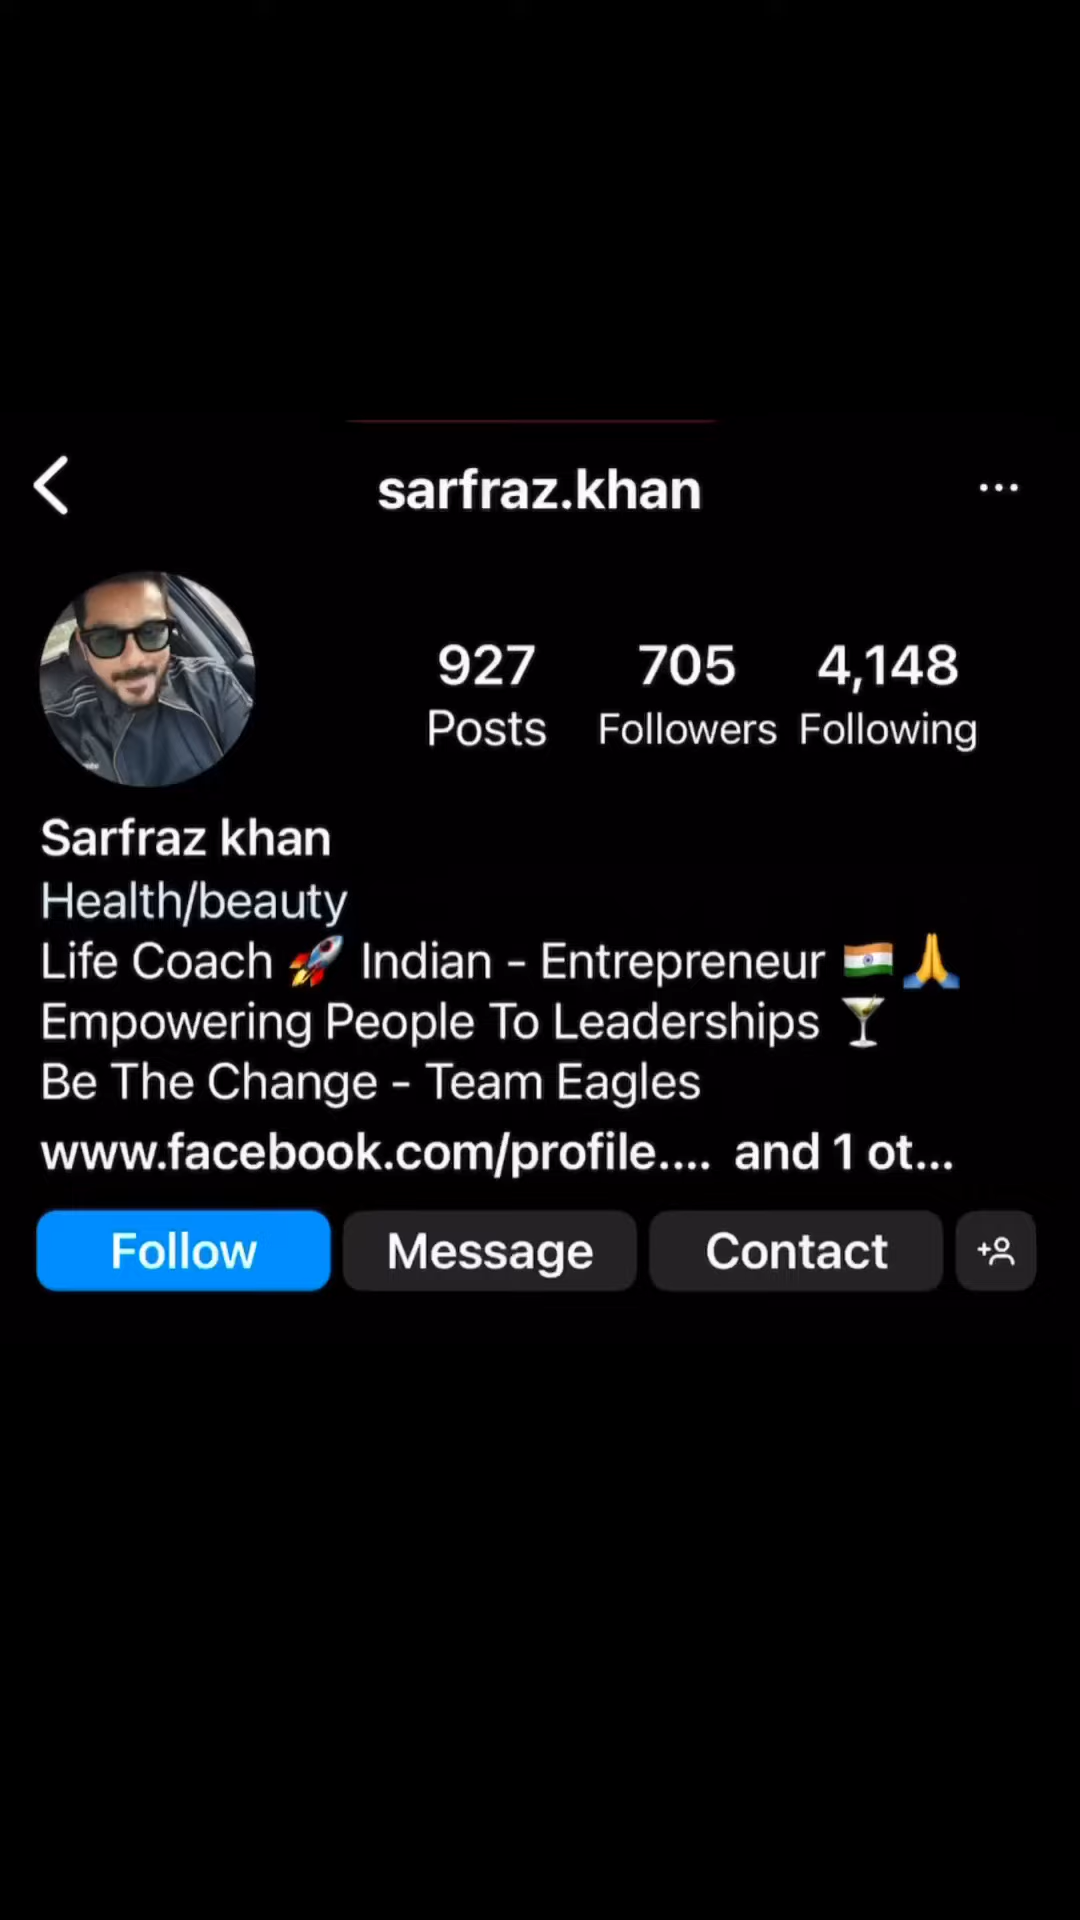 sarfraz.khan
927 705 4,148
Posts Followers Following
Sarfraz khan
Health/beauty
Life Coach 🚀 Indian - Entrepreneur 🇮🇳🙏
Empowering People To Leaderships 🍸
Be The Change - Team Eagles
www.facebook.com/profile.... and 1 ot...
Follow Message Contact